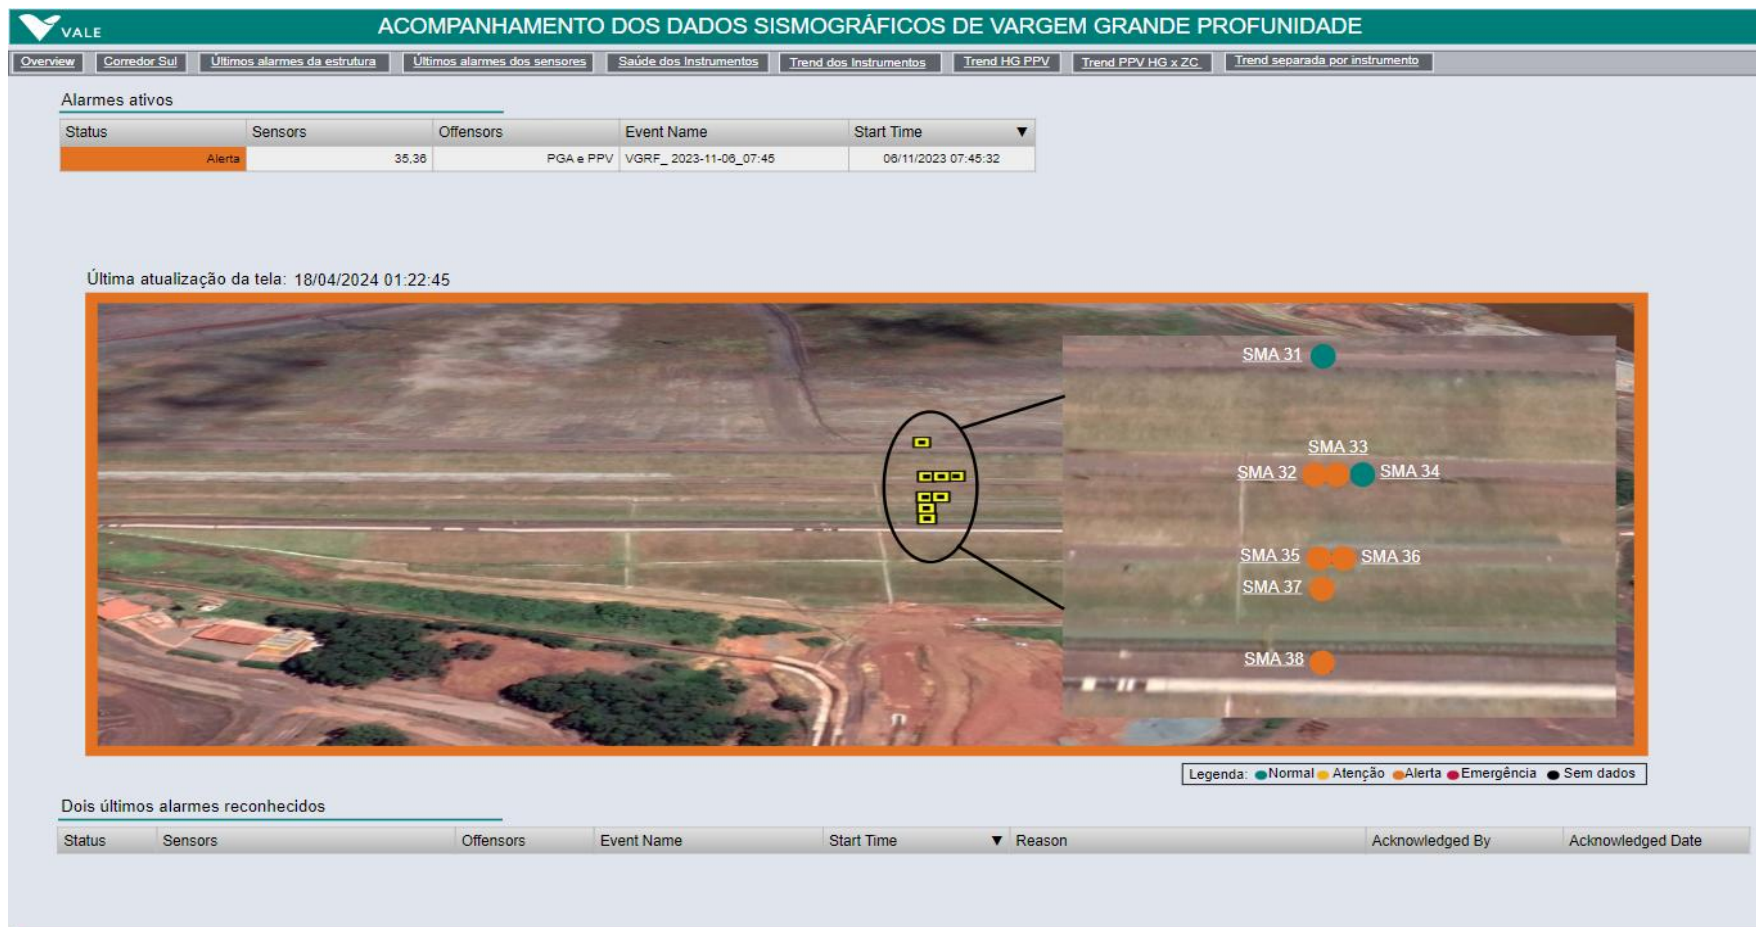 VALE
ACOMPANHAMENTO DOS DADOS SISMOGRÁFICOS DE VARGEM GRANDE PROFUNIDADE
Overview Corredor Sul Últimos alarmes da estrutura Últimos alarmes dos sensores Saúde dos Instrumentos Trend dos Instrumentos Trend HG PPV Trend PPV HG x ZC Trend separada por instrumento
Alarmes ativos
Status Sensors Offensors Event Name Start Time ▼
Alerta 35,36 PGA e PPV VGRF_ 2023-11-06_07:45 06/11/2023 07:45:32
Última atualização da tela: 18/04/2024 01:22:45
SMA 31
SMA 33
SMA 32 SMA 34
SMA 35 SMA 36
SMA 37
SMA 38
Legenda: Normal Atenção Alerta Emergência Sem dados
Dois últimos alarmes reconhecidos
Status Sensors Offensors Event Name Start Time ▼ Reason Acknowledged By Acknowledged Date